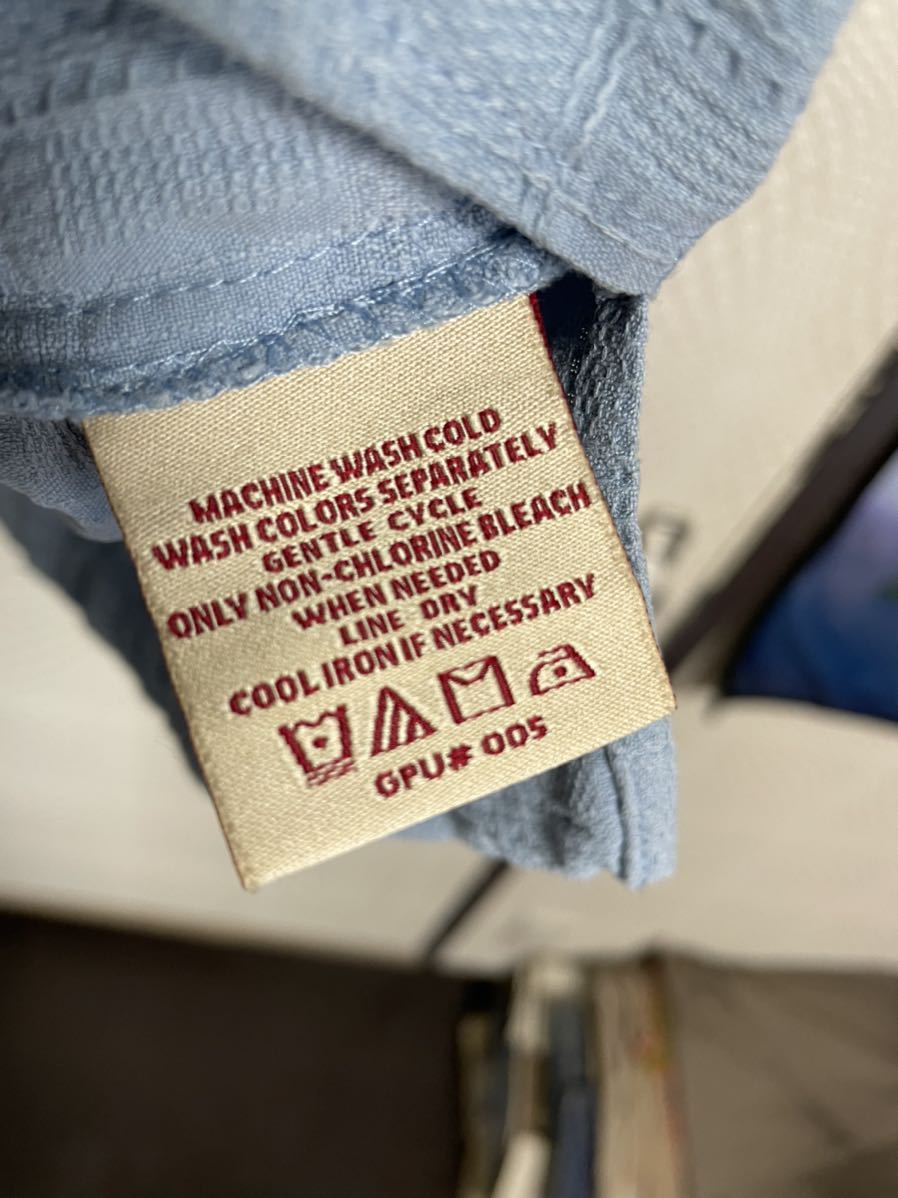 MACHINE WASH COLD
WASH COLORS SEPARATELY
GENTLE CYCLE
ONLY NON-CHLORINE BLEACH
WHEN NEEDED
LINE DRY
COOL IRON IF NECESSARY
GPU# 005